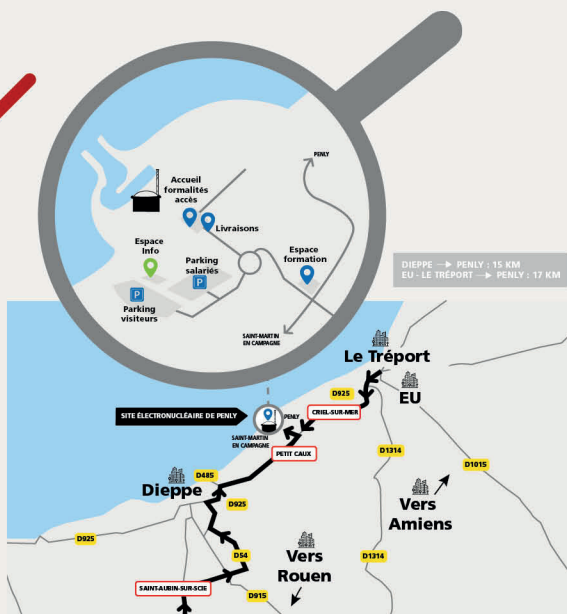 PENLY
Accueil
formalités
accès
Livraisons
Espace
Info
Parking
salariés
Espace
formation
P
P
Parking
visiteurs
SAINT-MARTIN
EN CAMPAGNE
DIEPPE → PENLY : 15 KM
EU - LE TRÉPORT → PENLY : 17 KM
Le Tréport
EU
D925
CRIEL-SUR-MER
SITE ÉLECTRONUCLÉAIRE DE PENLY
PENLY
SAINT-MARTIN
EN CAMPAGNE
PETIT CAUX
D1314
D1015
D485
Dieppe
D925
Vers
Amiens
D925
D54
Vers
Rouen
D1314
SAINT-AUBIN-SUR-SCIE
D915